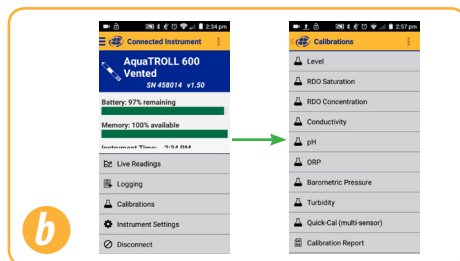 2:34 pm
Connected Instrument
AquaTROLL 600
Vented
SN 458014 v1.50
Battery: 97% remaining
Memory: 100% available
Instrument Time: 2:34 PM
Live Readings
Logging
Calibrations
Instrument Settings
Disconnect
2:57 pm
Calibrations
Level
RDO Saturation
RDO Concentration
Conductivity
pH
ORP
Barometric Pressure
Turbidity
Quick-Cal (multi-sensor)
Calibration Report
b